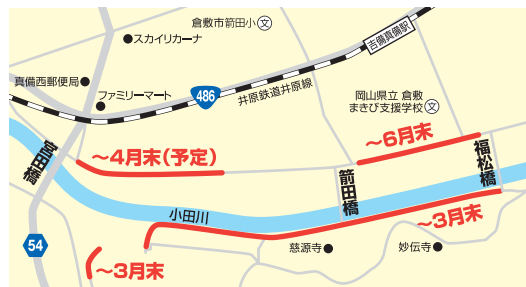 倉敷市箭田小 文
スカイリカーナ
吉備真備駅
真備西郵便局
ファミリーマート
486
井原鉄道井原線
岡山県立 倉敷
まきび支援学校 文
～6月末
宮田橋
～4月末(予定)
箭田橋
福松橋
小田川
～3月末
54
～3月末
慈源寺
妙伝寺